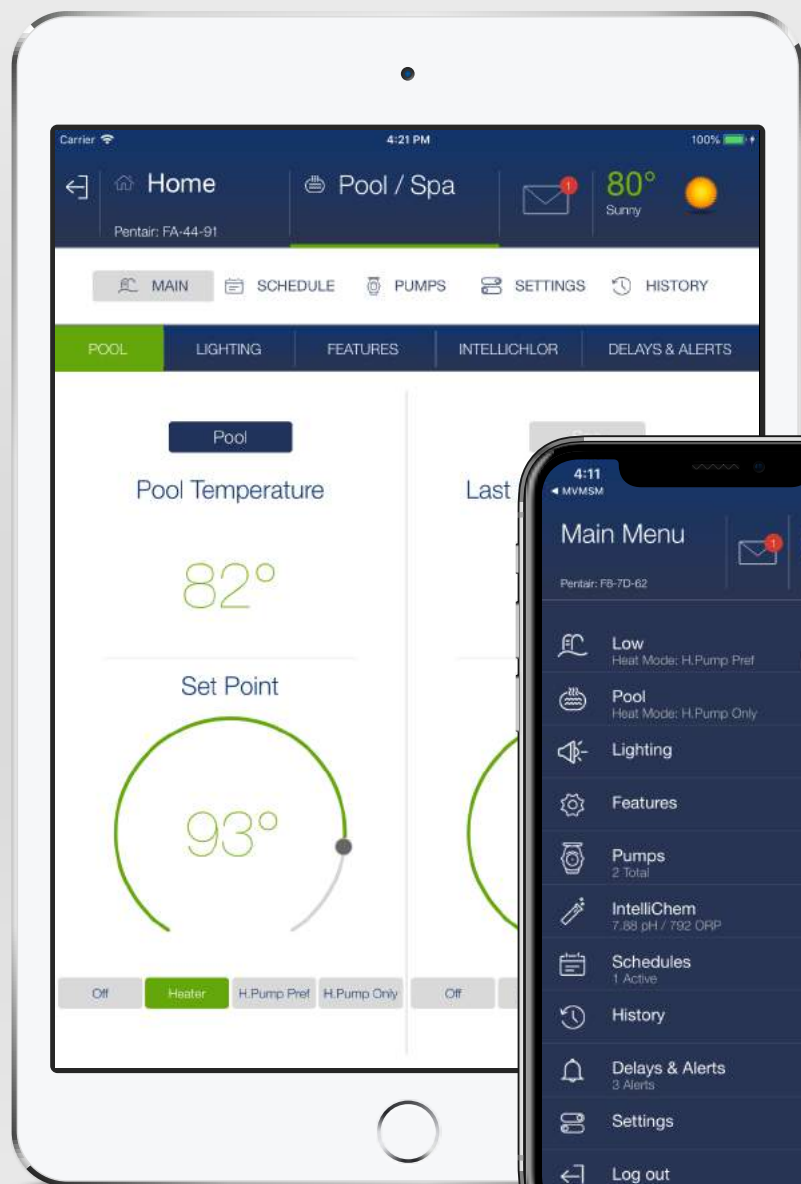 Carrier
4:21 PM
100%
Home
Pool / Spa
1
80°
Sunny
Pentair: FA-44-91
MAIN
SCHEDULE
PUMPS
SETTINGS
HISTORY
POOL
LIGHTING
FEATURES
INTELLICHLOR
DELAYS & ALERTS
Pool
Pool Temperature
Last
82°
Set Point
93°
Off
Heater
H.Pump Pref
H.Pump Only
Off
4:11
MVMSM
Main Menu
1
Pentair: F8-7D-62
Low
Heat Mode: H.Pump Pref
Pool
Heat Mode: H.Pump Only
Lighting
Features
Pumps
2 Total
IntelliChem
7.88 pH / 792 ORP
Schedules
1 Active
History
Delays & Alerts
3 Alerts
Settings
Log out